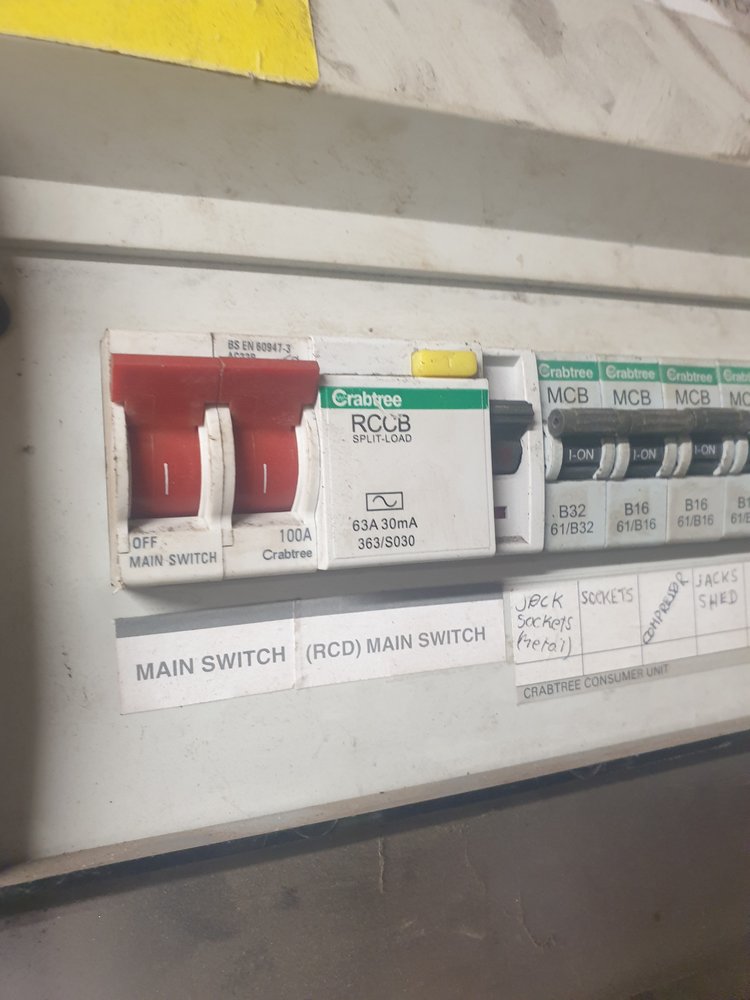 BS EN 60947-3
OFF
MAIN SWITCH
100A
Crabtree
Crabtree
RCCB
SPLIT-LOAD
63A 30mA
363/S030
Crabtree
MCB
I-ON
B32
61/B32
Crabtree
MCB
I-ON
B16
61/B16
Crabtree
MCB
I-ON
B16
61/B16
MAIN SWITCH
(RCD) MAIN SWITCH
JACK
Sockets
SOCKETS
COMPRESSOR
JACKS
SHED
CRABTREE CONSUMER UNIT